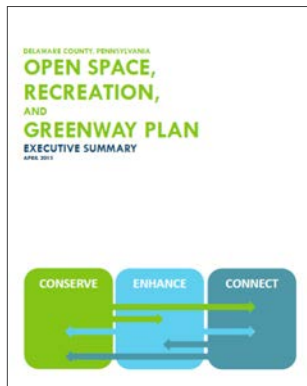 DELAWARE COUNTY, PENNSYLVANIA
OPEN SPACE,
RECREATION,
AND
GREENWAY PLAN
EXECUTIVE SUMMARY
APRIL 2015
CONSERVE ENHANCE CONNECT